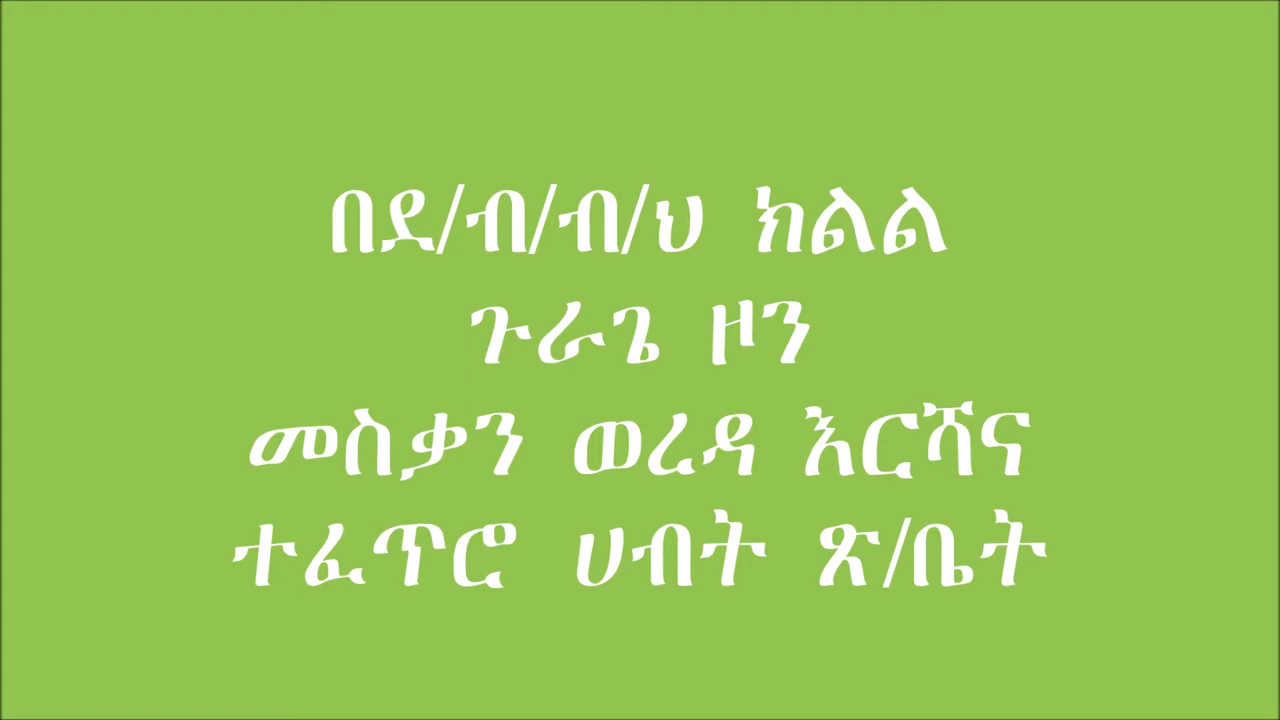 በደ/ብ/ብ/ህ ክልል
ጉራጌ ዞን
መስቃን ወረዳ እርሻና
ተፈጥሮ ሀብት ጽ/ቤት